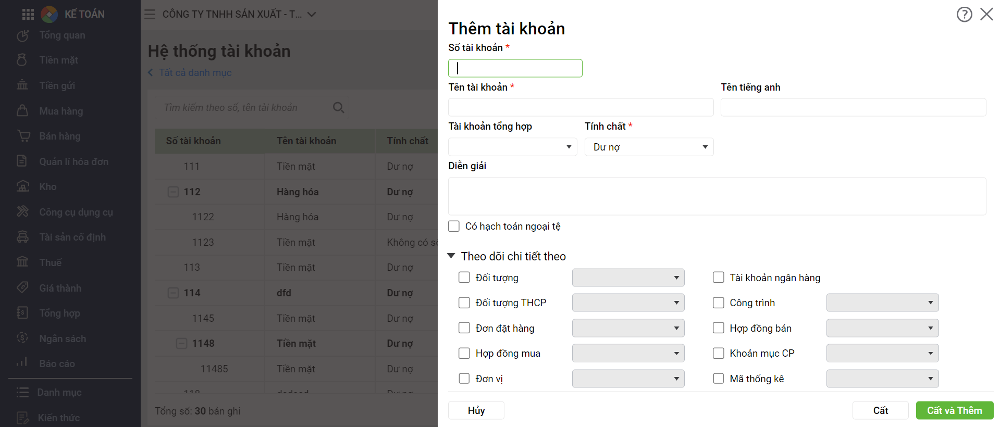 KẾ TOÁN
Tổng quan
Tiền mặt
Tiền gửi
Mua hàng
Bán hàng
Quản lí hóa đơn
Kho
Công cụ dụng cụ
Tài sản cố định
Thuế
Giá thành
Tổng hợp
Ngân sách
Báo cáo
Danh mục
Kiến thức
CÔNG TY TNHH SẢN XUẤT - T...
Hệ thống tài khoản
Tất cả danh mục
Tìm kiếm theo số, tên tài khoản
Số tài khoản Tên tài khoản Tính chất
111 Tiền mặt Dư nợ
112 Hàng hóa Dư nợ
1122 Hàng hóa Dư nợ
1123 Tiền mặt Không có số
113 Tiền mặt Dư nợ
114 dfd Dư nợ
1145 Tiền mặt Dư nợ
1148 Tiền mặt Dư nợ
11485 Tiền mặt Dư nợ
118 Dư nợ
Tổng số: 30 bản ghi
Thêm tài khoản
Số tài khoản *
Tên tài khoản * Tên tiếng anh
Tài khoản tổng hợp Tính chất *
Dư nợ
Diễn giải
Có hạch toán ngoại tệ
Theo dõi chi tiết theo
Đối tượng Tài khoản ngân hàng
Đối tượng THCP Công trình
Đơn đặt hàng Hợp đồng bán
Hợp đồng mua Khoản mục CP
Đơn vị Mã thống kê
Hủy Cất Cất và Thêm